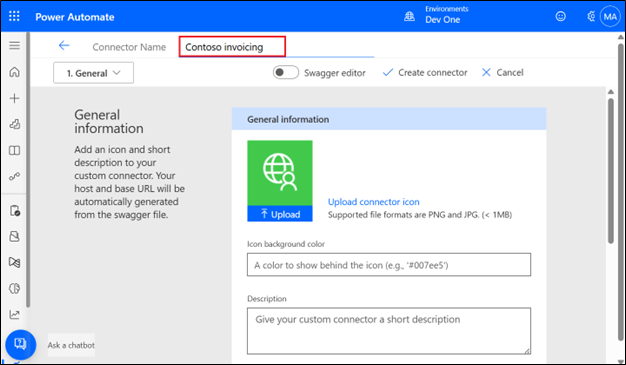 Power Automate
Environments
Dev One
MA
Connector Name
Contoso invoicing
1. General
Swagger editor
Create connector
Cancel
General
information
Add an icon and short
description to your
custom connector. Your
host and base URL will be
automatically generated
from the swagger file.
General information
Upload
Upload connector icon
Supported file formats are PNG and JPG. (< 1MB)
Icon background color
A color to show behind the icon (e.g., '#007ee5')
Description
Give your custom connector a short description
Ask a chatbot